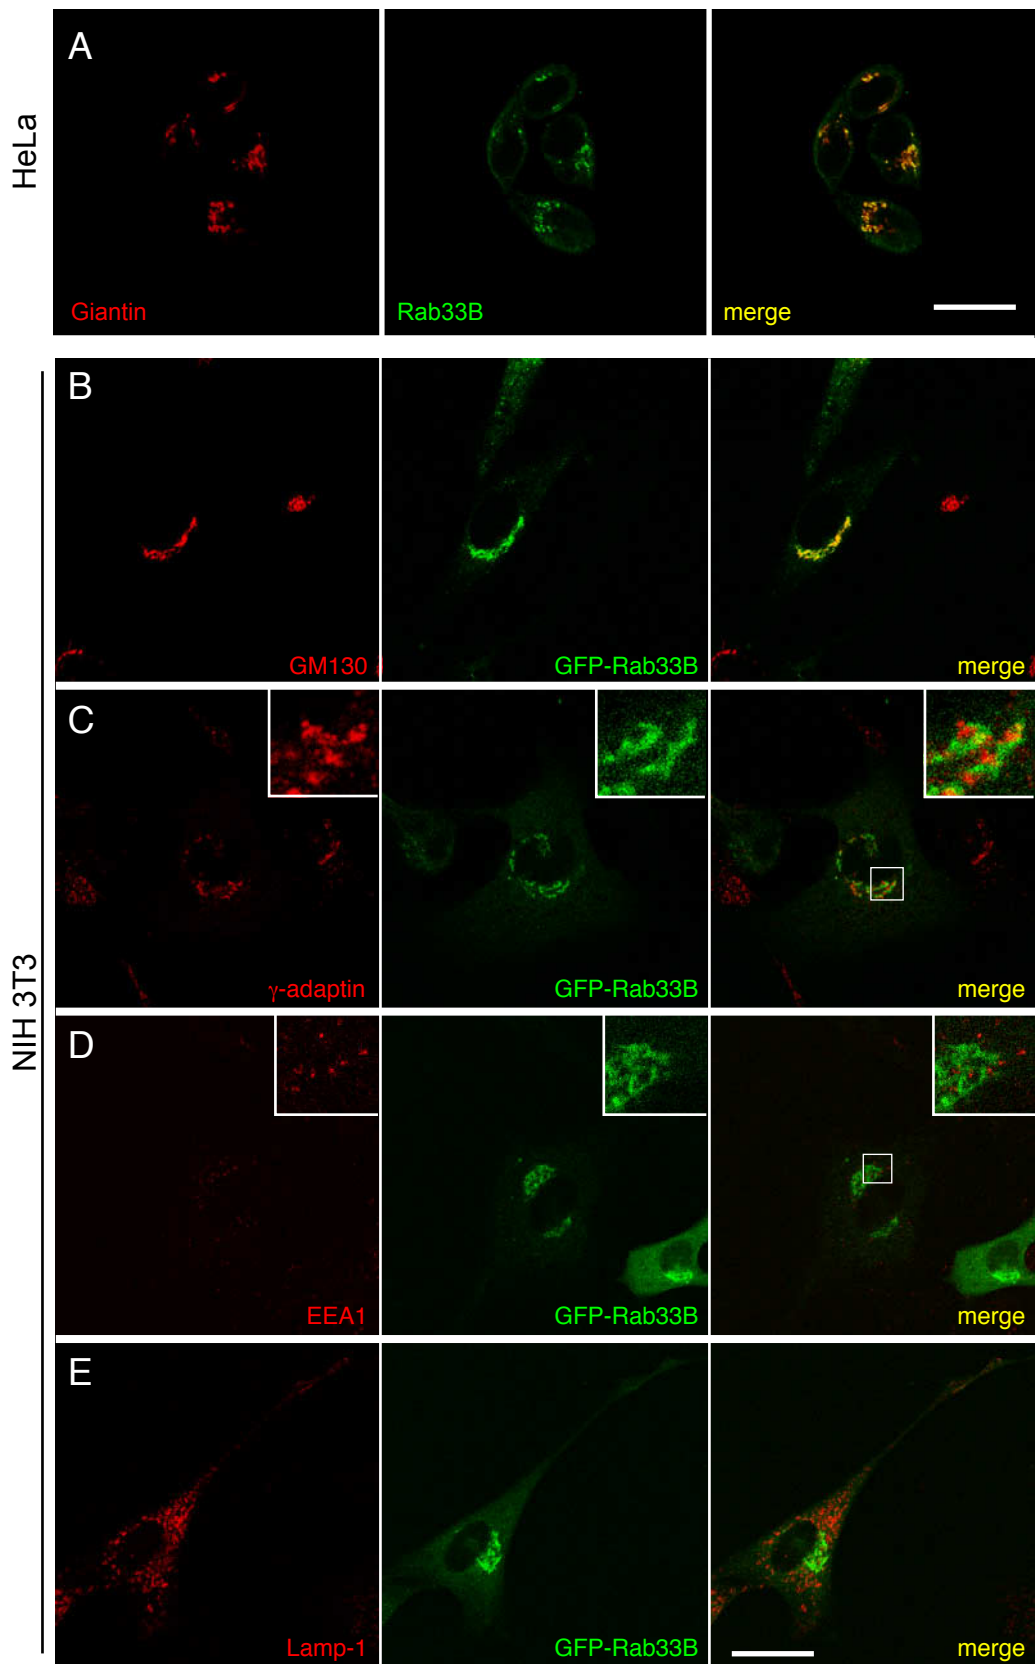 HeLa
A
Giantin
Rab33B
merge
NIH 3T3
B
GM130
GFP-Rab33B
merge
C
γ-adaptin
GFP-Rab33B
merge
D
EEA1
GFP-Rab33B
merge
E
Lamp-1
GFP-Rab33B
merge